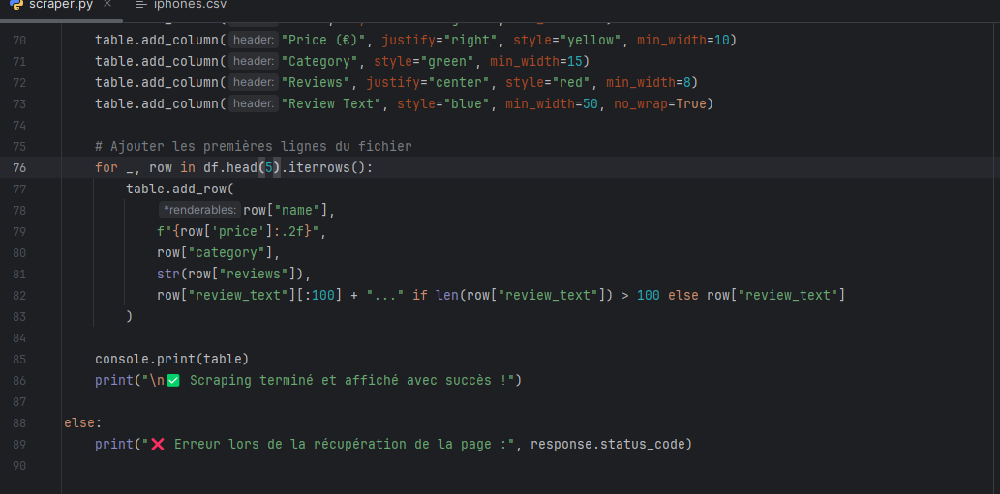 scraper.py × iphones.csv
70 table.add_column( header: "Price (€)", justify="right", style="yellow", min_width=10)
71 table.add_column( header: "Category", style="green", min_width=15)
72 table.add_column( header: "Reviews", justify="center", style="red", min_width=8)
73 table.add_column( header: "Review Text", style="blue", min_width=50, no_wrap=True)
74
75 # Ajouter les premières lignes du fichier
76 for _, row in df.head(5).iterrows():
77 table.add_row(
78 *renderables: row["name"],
79 f"{row['price']:.2f}",
80 row["category"],
81 str(row["reviews"]),
82 row["review_text"][:100] + "..." if len(row["review_text"]) > 100 else row["review_text"]
83 )
84
85 console.print(table)
86 print("\n✅ Scraping terminé et affiché avec succès !")
87
88 else:
89 print("❌ Erreur lors de la récupération de la page :", response.status_code)
90